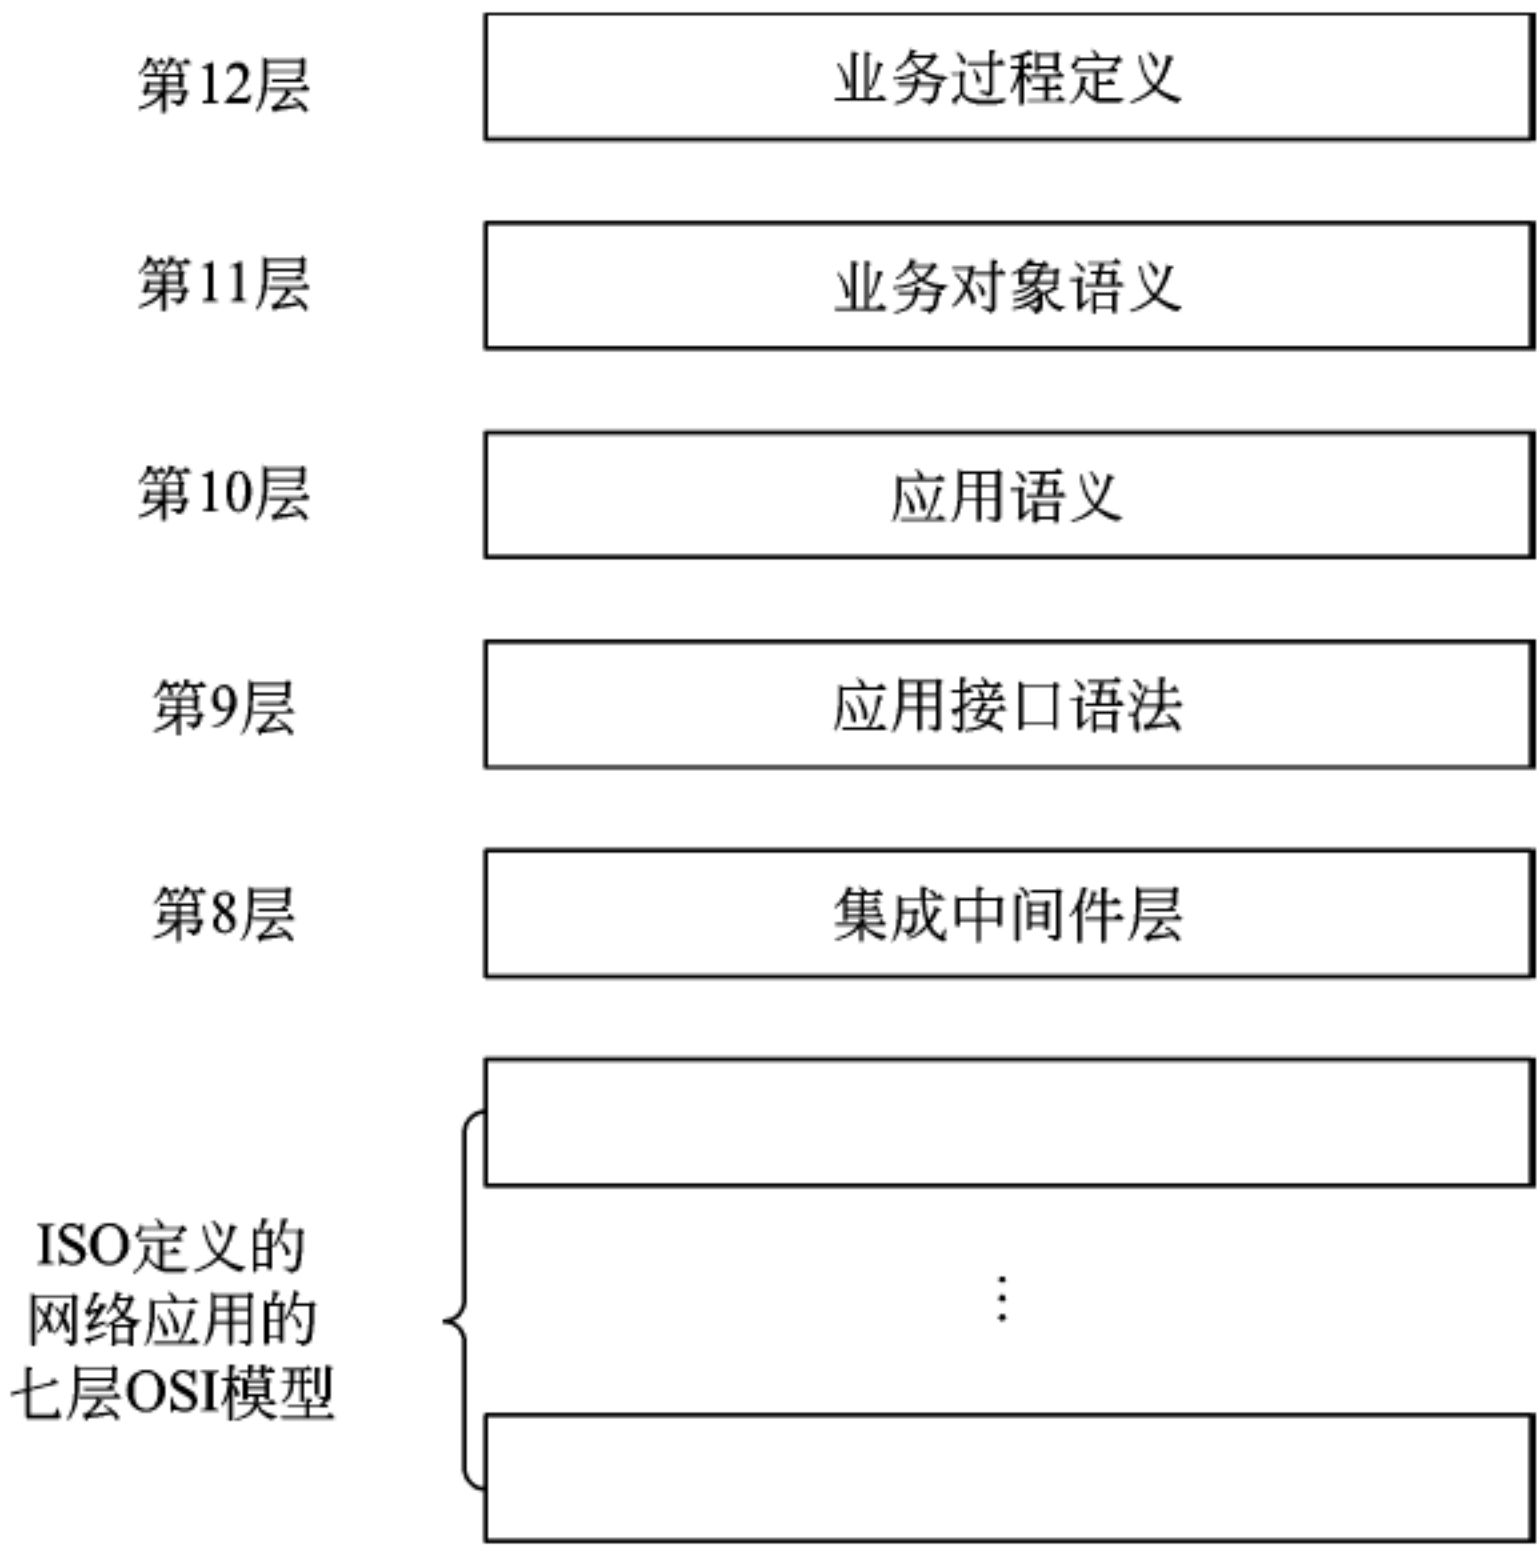 第12层
业务过程定义
第11层
业务对象语义
第10层
应用语义
第9层
应用接口语法
第8层
集成中间件层
ISO定义的
网络应用的
七层OSI模型
⋮